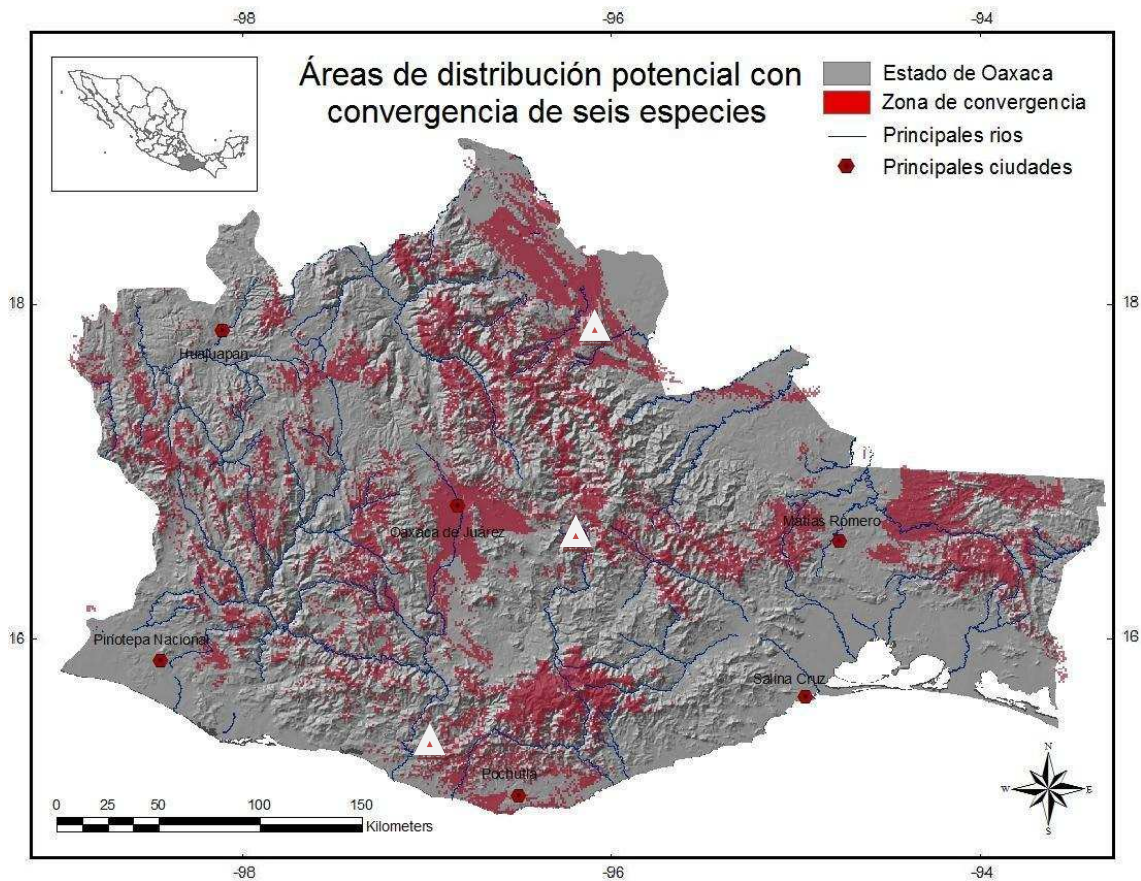 -98
-96
-94
Áreas de distribución potencial con
convergencia de seis especies
Estado de Oaxaca
Zona de convergencia
Principales rios
Principales ciudades
18
18
Huajuapan
Oaxaca de Juárez
Matías Romero
16
16
Pinotepa Nacional
Salina Cruz
Pochutla
N
W
E
S
0 25 50 100 150
Kilometers
-98
-96
-94